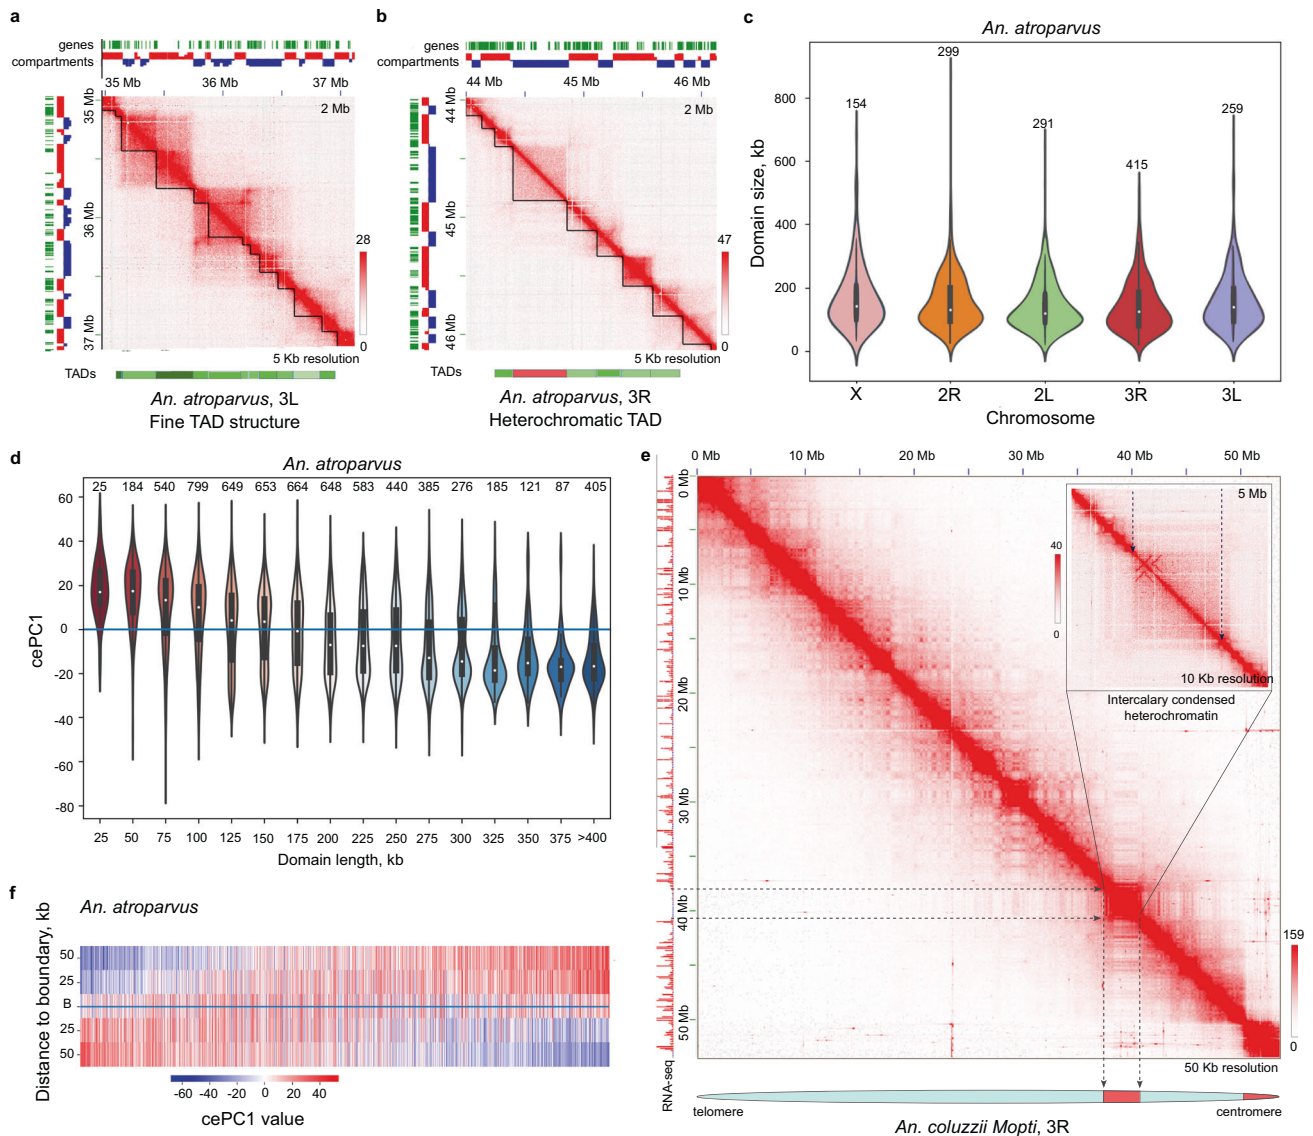 a
genes
compartments
35 Mb 36 Mb 37 Mb
35 Mb
36 Mb
37 Mb
2 Mb
28
0
5 Kb resolution
TADs
An. atroparvus, 3L
Fine TAD structure
b
genes
compartments
44 Mb 45 Mb 46 Mb
44 Mb
45 Mb
46 Mb
2 Mb
47
0
5 Kb resolution
TADs
An. atroparvus, 3R
Heterochromatic TAD
c
An. atroparvus
Domain size, kb
800
600
400
200
0
154 299 291 415 259
X 2R 2L 3R 3L
Chromosome
d
An. atroparvus
25 184 540 799 649 653 664 648 583 440 385 276 185 121 87 405
cePC1
60
40
20
0
-20
-40
-60
-80
25 50 75 100 125 150 175 200 225 250 275 300 325 350 375 >400
Domain length, kb
e
0 Mb 10 Mb 20 Mb 30 Mb 40 Mb 50 Mb
0 Mb
10 Mb
20 Mb
30 Mb
40 Mb
50 Mb
RNA-seq
5 Mb
40
0
10 Kb resolution
Intercalary condensed
heterochromatin
159
0
50 Kb resolution
telomere
centromere
An. coluzzii Mopti, 3R
f
An. atroparvus
Distance to boundary, kb
50
25
B
25
50
-60 -40 -20 0 20 40
cePC1 value